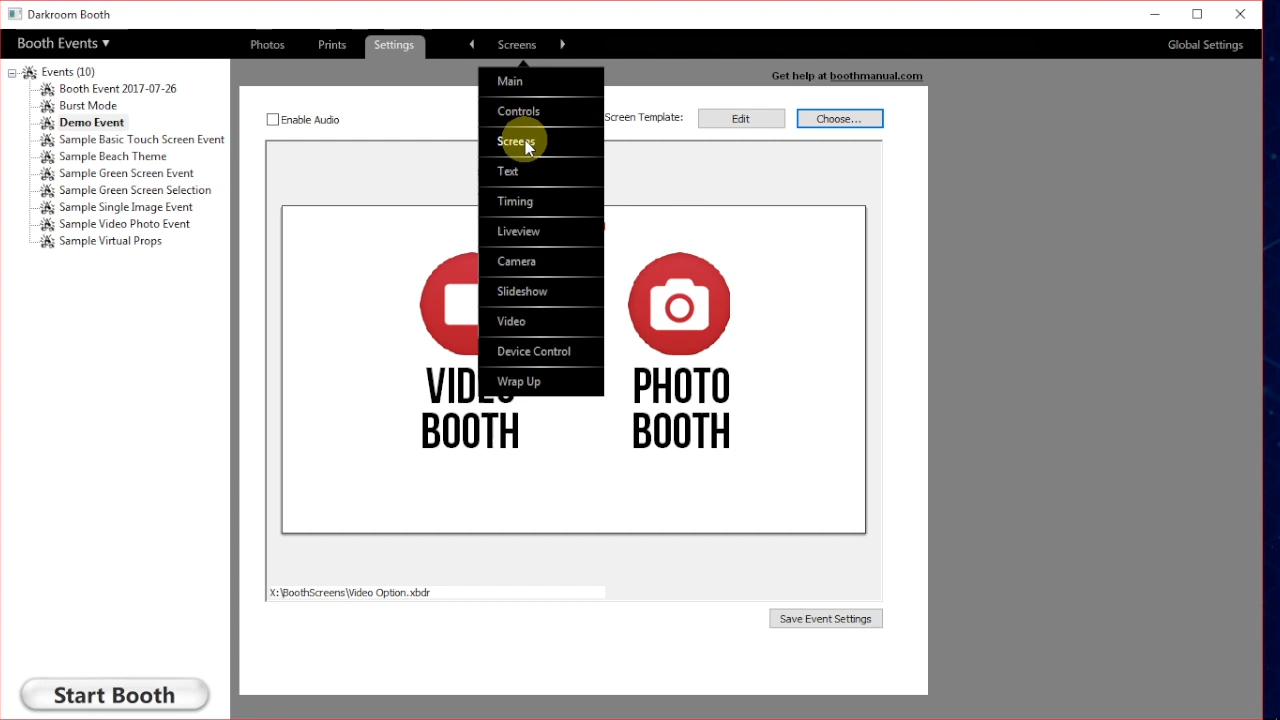 Darkroom Booth
Booth Events ▾
Photos
Prints
Settings
Screens
Global Settings
Events (10)
Booth Event 2017-07-26
Burst Mode
Demo Event
Sample Basic Touch Screen Event
Sample Beach Theme
Sample Green Screen Event
Sample Green Screen Selection
Sample Single Image Event
Sample Video Photo Event
Sample Virtual Props
Start Booth
Main
Controls
Screens
Text
Timing
Liveview
Camera
Slideshow
Video
Device Control
Wrap Up
Get help at boothmanual.com
Enable Audio
Screen Template:
Edit
Choose...
VIDEO
BOOTH
PHOTO
BOOTH
X:\BoothScreens\Video Option.xbdr
Save Event Settings